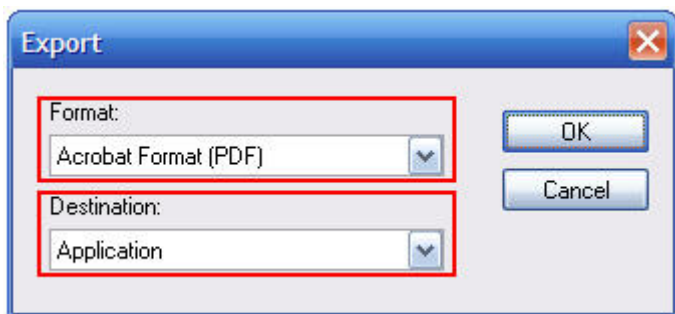 Export
Format:
Acrobat Format (PDF)
OK
Destination:
Cancel
Application